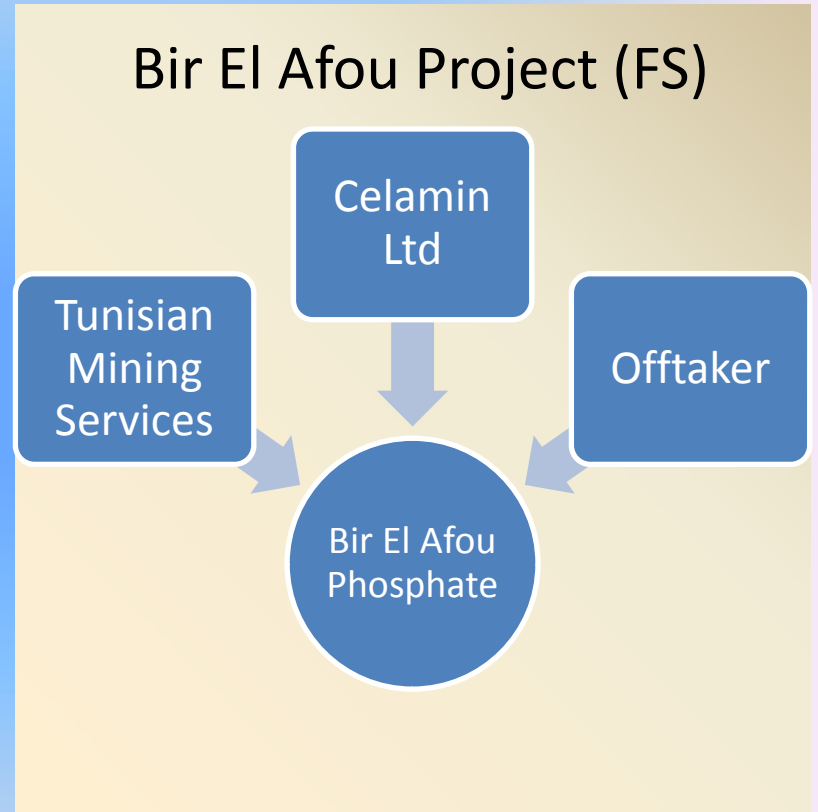 Bir El Afou Project (FS)
Celamin
Ltd
Tunisian
Mining
Services
Offtaker
Bir El Afou
Phosphate